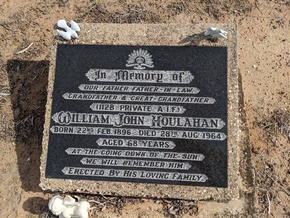 In Memory of
OUR FATHER FATHER-IN-LAW
GRANDFATHER & GREAT-GRANDFATHER
(1128 PRIVATE A.I.F.)
WILLIAM JOHN HOULAHAN
BORN 22ND FEB. 1896 DIED 28TH AUG 1964
AGED 68 YEARS
AT THE GOING DOWN OF THE SUN
WE WILL REMEMBER HIM.
ERECTED BY HIS LOVING FAMILY.